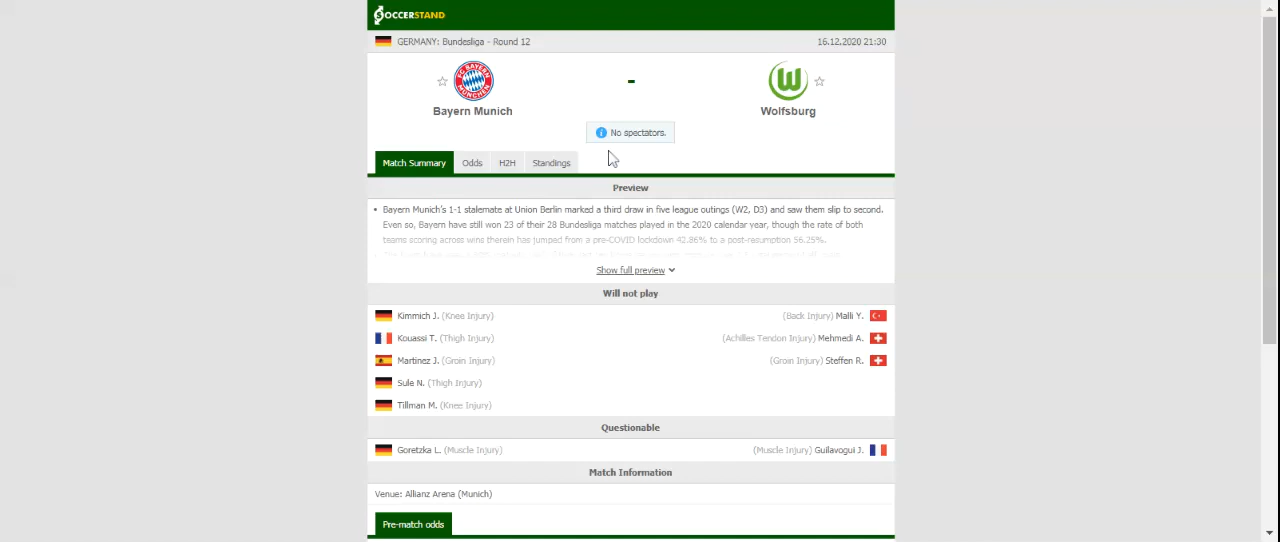 SOCCERSTAND
GERMANY: Bundesliga - Round 12 16.12.2020 21:30
FC BAYERN MÜNCHEN
-
Bayern Munich Wolfsburg
No spectators.
Match Summary Odds H2H Standings
Preview
• Bayern Munich's 1-1 stalemate at Union Berlin marked a third draw in five league outings (W2, D3) and saw them slip to second.
Even so, Bayern have still won 23 of their 28 Bundesliga matches played in the 2020 calendar year, though the rate of both
teams scoring across wins therein has jumped from a pre-COVID lockdown 42.86% to a post-resumption 56.25%.
Show full preview
Will not play
Kimmich J. (Knee Injury) (Back Injury) Malli Y.
Kouassi T. (Thigh Injury) (Achilles Tendon Injury) Mehmedi A.
Martinez J. (Groin Injury) (Groin Injury) Steffen R.
Sule N. (Thigh Injury)
Tillman M. (Knee Injury)
Questionable
Goretzka L. (Muscle Injury) (Muscle Injury) Guilavogui J.
Match Information
Venue: Allianz Arena (Munich)
Pre-match odds